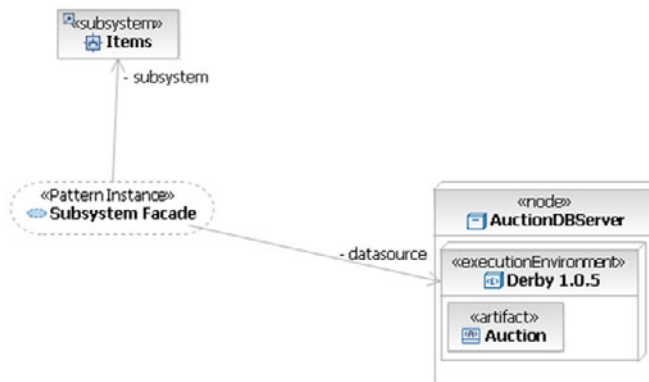 «subsystem»
Items
- subsystem
«Pattern Instance»
Subsystem Facade
- datasource
«node»
AuctionDBServer
«executionEnvironment»
Derby 1.0.5
«artifact»
Auction